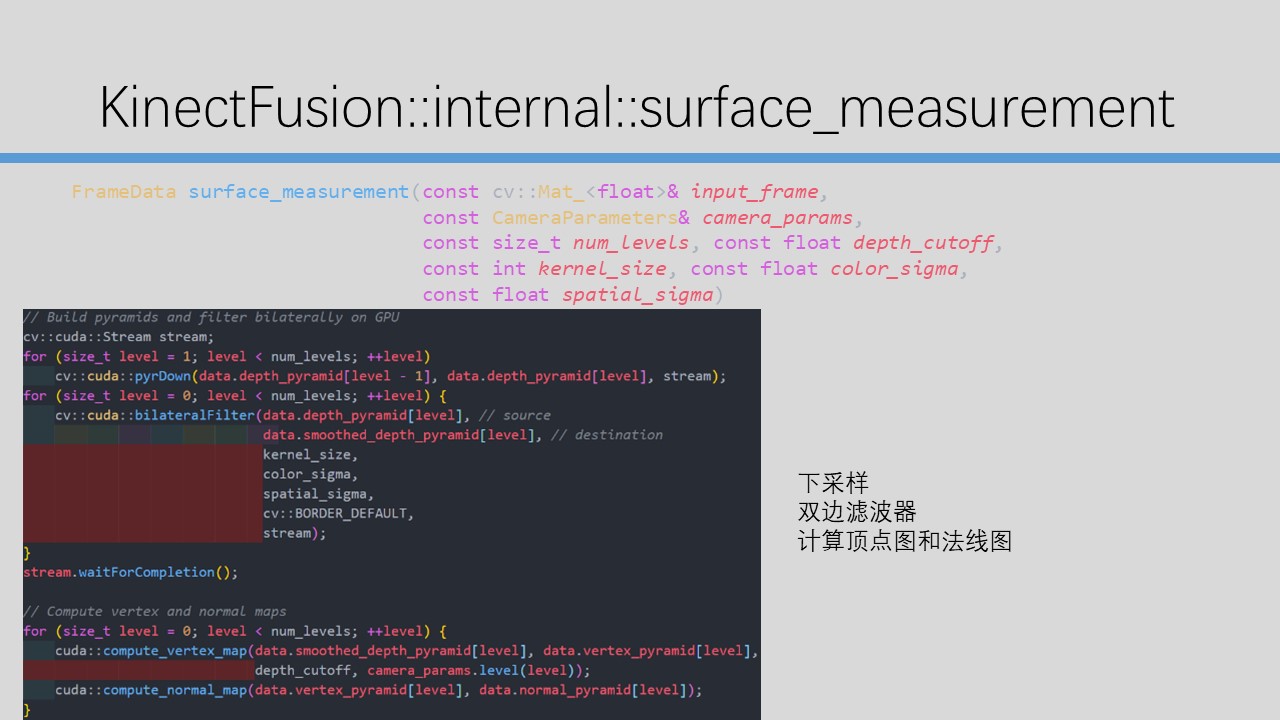 KinectFusion::internal::surface_measurement
FrameData surface_measurement(const cv::Mat_<float>& input_frame,
const CameraParameters& camera_params,
const size_t num_levels, const float depth_cutoff,
const int kernel_size, const float color_sigma,
const float spatial_sigma)
// Build pyramids and filter bilaterally on GPU
cv::cuda::Stream stream;
for (size_t level = 1; level < num_levels; ++level)
cv::cuda::pyrDown(data.depth_pyramid[level - 1], data.depth_pyramid[level], stream);
for (size_t level = 0; level < num_levels; ++level) {
cv::cuda::bilateralFilter(data.depth_pyramid[level], // source
data.smoothed_depth_pyramid[level], // destination
kernel_size,
color_sigma,
spatial_sigma,
cv::BORDER_DEFAULT,
stream);
}
stream.waitForCompletion();
// Compute vertex and normal maps
for (size_t level = 0; level < num_levels; ++level) {
cuda::compute_vertex_map(data.smoothed_depth_pyramid[level], data.vertex_pyramid[level],
depth_cutoff, camera_params.level(level));
cuda::compute_normal_map(data.vertex_pyramid[level], data.normal_pyramid[level]);
}
下采样
双边滤波器
计算顶点图和法线图